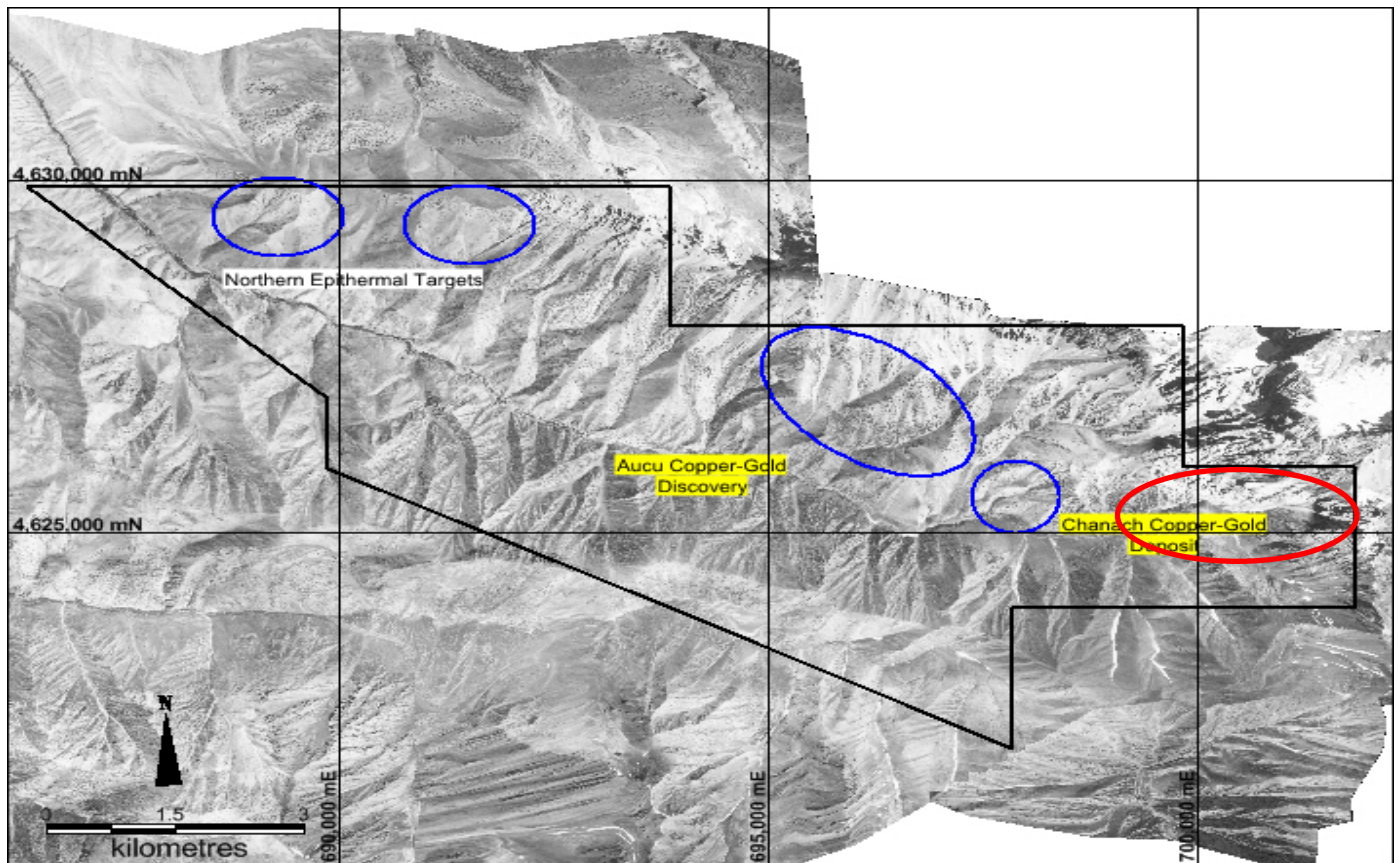 4,630,000 mN
Northern Epithermal Targets
Aucu Copper-Gold
Discovery
4,625,000 mN
Chanach Copper-Gold
Deposit
N
0 1.5 3
kilometres
690,000 mE
695,000 mE
700,000 mE